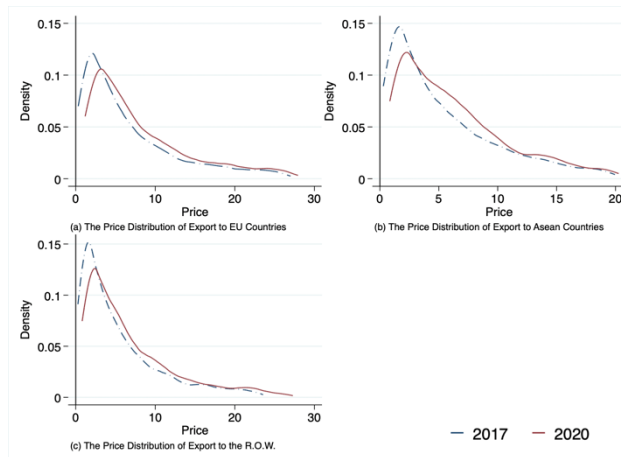 0.15
0.1
0.05
0
Density
0 10 20 30
Price
(a) The Price Distribution of Export to EU Countries
0.15
0.1
0.05
0
Density
0 5 10 15 20
Price
(b) The Price Distribution of Export to Asean Countries
0.15
0.1
0.05
0
Density
0 10 20 30
Price
(c) The Price Distribution of Export to the R.O.W.
2017 2020